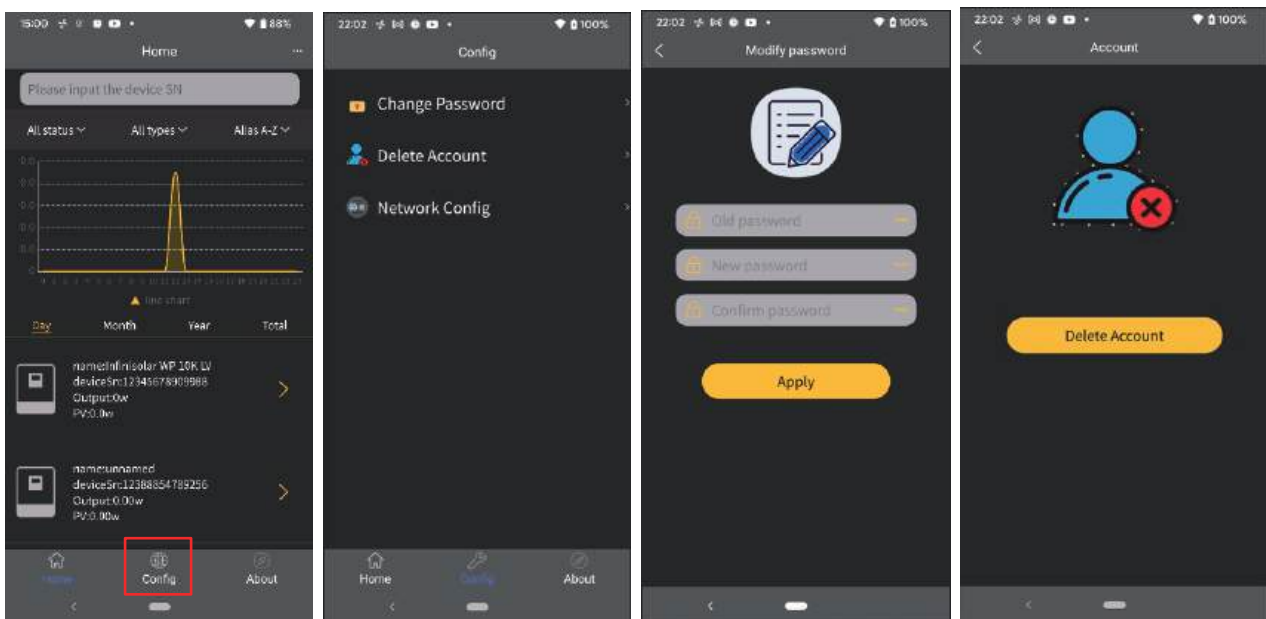 15:00
88%
Home
Please input the device SN
All status
All types
Alias A-Z
line chart
Day
Month
Year
Total
name:Infinisolar WP 10K LV
Output:0w
PV:0.0w
name:unnamed
deviceSn:12388854789256
Output:0.00w
PV:0.00w
Home
Config
About
22:02
100%
Config
Change Password
Delete Account
Network Config
Home
Config
About
22:02
100%
Modify password
Old password
New password
Confirm password
Apply
22:02
100%
Account
Delete Account